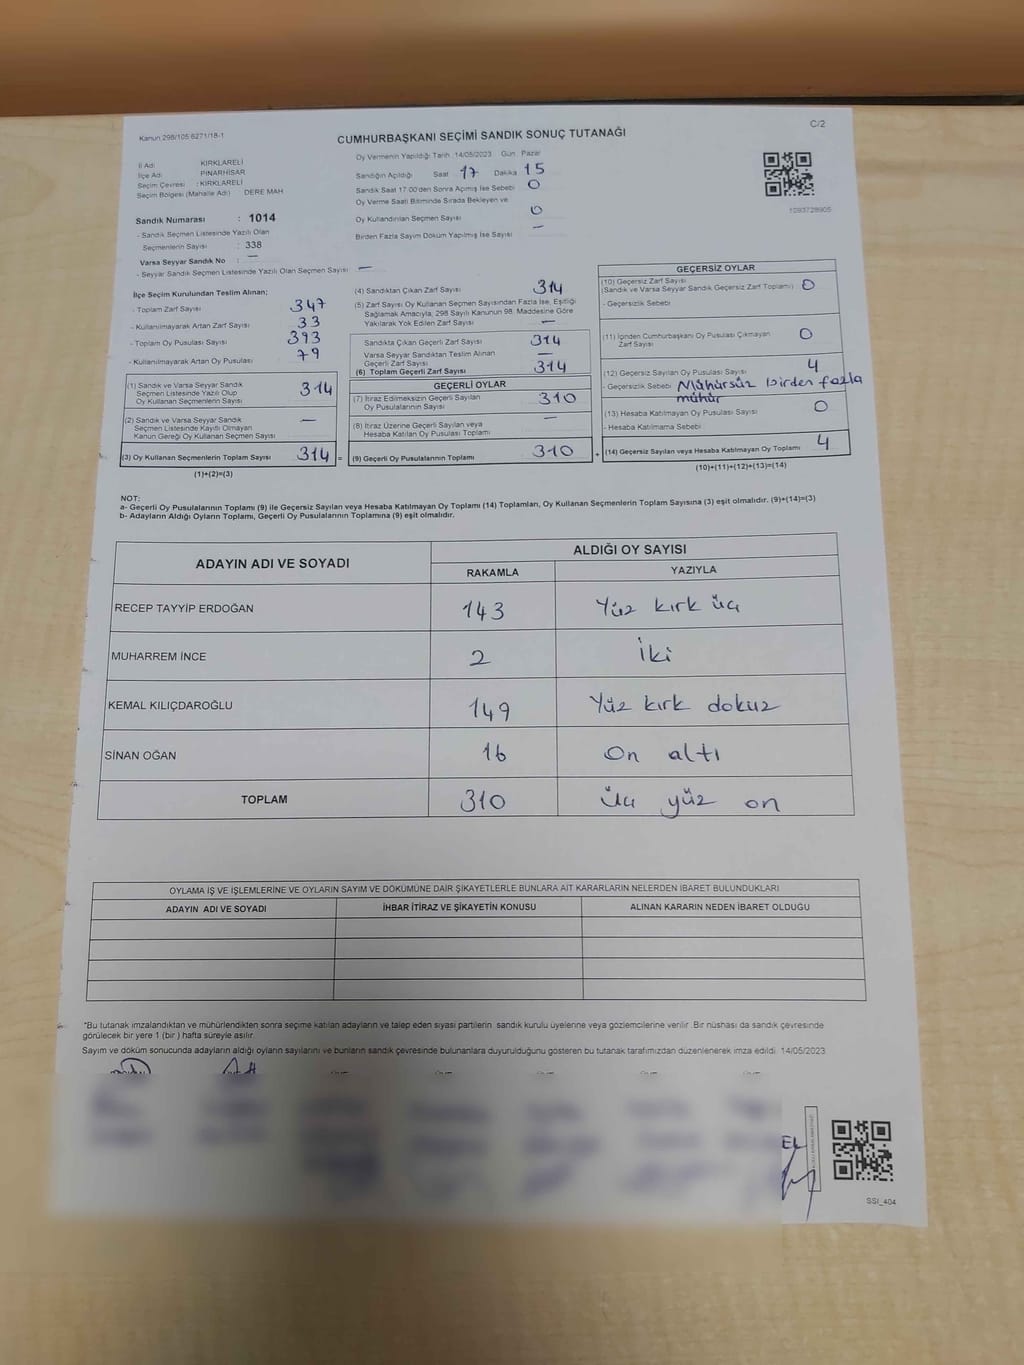 Kanun 298/105 6271/18-1
CUMHURBAŞKANI SEÇİMİ SANDIK SONUÇ TUTANAĞI
C/2
İl Adı : KIRKLARELİ
İlçe Adı : PINARHİSAR
Seçim Çevresi : KIRKLARELİ
Seçim Bölgesi (Mahalle Adı) DERE MAH
Sandık Numarası : 1014
- Sandık Seçmen Listesinde Yazılı Olan
Seçmenlerin Sayısı : 338
Varsa Seyyar Sandık No : —
- Seyyar Sandık Seçmen Listesinde Yazılı Olan Seçmen Sayısı : —
Oy Vermenin Yapıldığı Tarih :14/05/2023 Gün : Pazar
Sandığın Açıldığı Saat 17 Dakika 15
Sandık Saat 17.00'den Sonra Açılmış İse Sebebi 0
Oy Verme Saati Bitiminde Sırada Bekleyen ve
Oy Kullandırılan Seçmen Sayısı 0
Birden Fazla Sayım Döküm Yapılmış İse Sayısı —
1093728905
İlçe Seçim Kurulundan Teslim Alınan;
- Toplam Zarf Sayısı 347
- Kullanılmayarak Artan Zarf Sayısı 33
- Toplam Oy Pusulası Sayısı 393
- Kullanılmayarak Artan Oy Pusulası 79
(1) Sandık ve Varsa Seyyar Sandık
Seçmen Listesinde Yazılı Olup
Oy Kullanan Seçmenlerin Sayısı 314
(2) Sandık ve Varsa Seyyar Sandık
Seçmen Listesinde Kayıtlı Olmayan
Kanun Gereği Oy Kullanan Seçmen Sayısı —
(3) Oy Kullanan Seçmenlerin Toplam Sayısı 314 =
(1)+(2)=(3)
(4) Sandıktan Çıkan Zarf Sayısı 314
(5) Zarf Sayısı Oy Kullanan Seçmen Sayısından Fazla İse, Eşitliği
Sağlamak Amacıyla, 298 Sayılı Kanunun 98. Maddesine Göre
Yakılarak Yok Edilen Zarf Sayısı —
Sandıkta Çıkan Geçerli Zarf Sayısı 314
Varsa Seyyar Sandıktan Teslim Alınan
Geçerli Zarf Sayısı —
(6) Toplam Geçerli Zarf Sayısı 314
GEÇERLİ OYLAR
(7) İtiraz Edilmeksizin Geçerli Sayılan
Oy Pusulalarının Sayısı 310
(8) İtiraz Üzerine Geçerli Sayılan veya
Hesaba Katılan Oy Pusulası Toplamı —
(9) Geçerli Oy Pusulalarının Toplamı 310 +
GEÇERSİZ OYLAR
(10) Geçersiz Zarf Sayısı
(Sandık ve Varsa Seyyar Sandık Geçersiz Zarf Toplamı) 0
- Geçersizlik Sebebi
(11) İçinden Cumhurbaşkanı Oy Pusulası Çıkmayan
Zarf Sayısı 0
(12) Geçersiz Sayılan Oy Pusulası Sayısı 4
- Geçersizlik Sebebi Mühürsüz birden fazla
mühür
(13) Hesaba Katılmayan Oy Pusulası Sayısı 0
- Hesaba Katılmama Sebebi
(14) Geçersiz Sayılan veya Hesaba Katılmayan Oy Toplamı 4
(10)+(11)+(12)+(13)=(14)
NOT:
a- Geçerli Oy Pusulalarının Toplamı (9) ile Geçersiz Sayılan veya Hesaba Katılmayan Oy Toplamı (14) Toplamları, Oy Kullanan Seçmenlerin Toplam Sayısına (3) eşit olmalıdır. (9)+(14)=(3)
b- Adayların Aldığı Oyların Toplamı, Geçerli Oy Pusulalarının Toplamına (9) eşit olmalıdır.
ADAYIN ADI VE SOYADI
ALDIĞI OY SAYISI
RAKAMLA YAZIYLA
RECEP TAYYİP ERDOĞAN 143 Yüz kırk üç
MUHARREM İNCE 2 İki
KEMAL KILIÇDAROĞLU 149 Yüz kırk dokuz
SİNAN OĞAN 16 On altı
TOPLAM 310 Üç yüz on
OYLAMA İŞ VE İŞLEMLERİNE VE OYLARIN SAYIM VE DÖKÜMÜNE DAİR ŞİKAYETLERLE BUNLARA AİT KARARLARIN NELERDEN İBARET BULUNDUKLARI
ADAYIN ADI VE SOYADI İHBAR İTİRAZ VE ŞİKAYETİN KONUSU ALINAN KARARIN NEDEN İBARET OLDUĞU
*Bu tutanak imzalandıktan ve mühürlendikten sonra seçime katılan adayların ve talep eden siyasi partilerin sandık kurulu üyelerine veya gözlemcilerine verilir. Bir nüshası da sandık çevresinde
görülecek bir yere 1 (bir ) hafta süreyle asılır.
Sayım ve döküm sonucunda adayların aldığı oyların sayılarını ve bunların sandık çevresinde bulunanlara duyurulduğunu gösteren bu tutanak tarafımızdan düzenlenerek imza edildi. 14/05/2023
EL
SSI_404